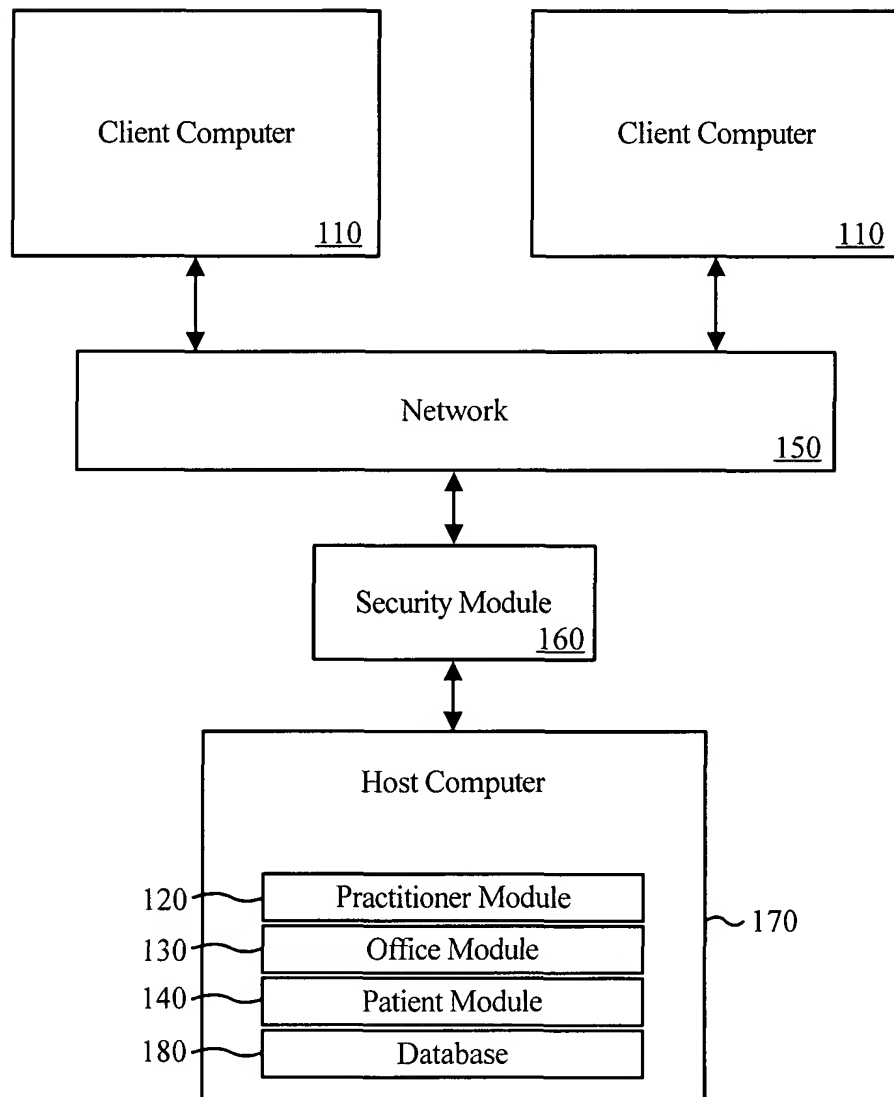 Client Computer
110
Client Computer
110
Network
150
Security Module
160
Host Computer
120
Practitioner Module
130
Office Module
170
140
Patient Module
180
Database